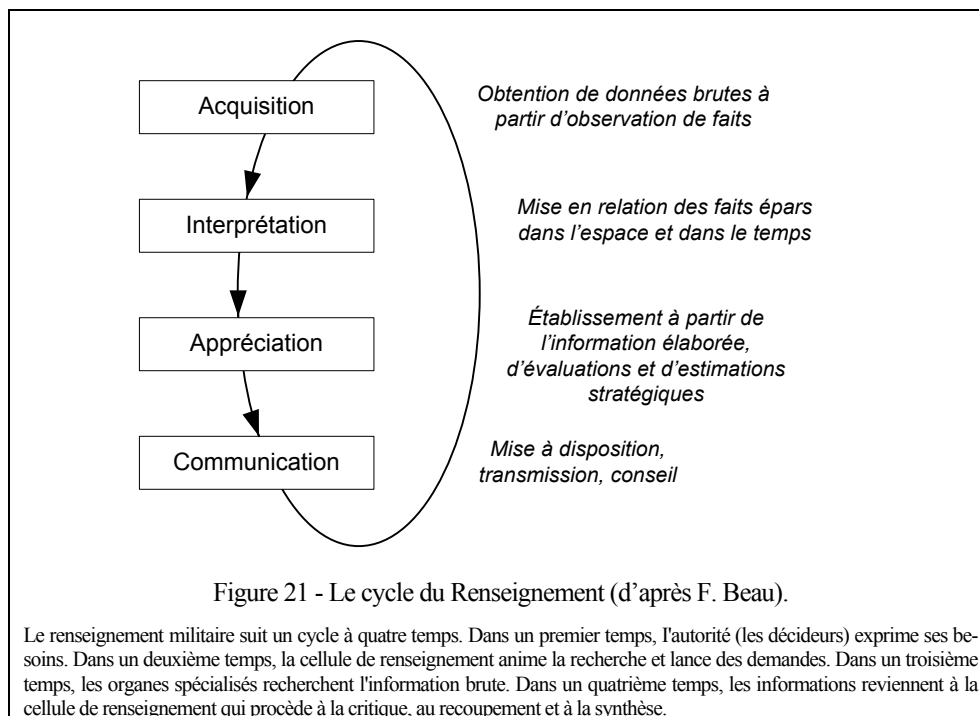 Acquisition
Obtention de données brutes à
partir d'observation de faits
Interprétation
Mise en relation des faits épars
dans l'espace et dans le temps
Appréciation
Établissement à partir de
l'information élaborée,
d'évaluations et d'estimations
stratégiques
Communication
Mise à disposition,
transmission, conseil
Figure 21 - Le cycle du Renseignement (d'après F. Beau).
Le renseignement militaire suit un cycle à quatre temps. Dans un premier temps, l'autorité (les décideurs) exprime ses be-
soins. Dans un deuxième temps, la cellule de renseignement anime la recherche et lance des demandes. Dans un troisième
temps, les organes spécialisés recherchent l'information brute. Dans un quatrième temps, les informations reviennent à la
cellule de renseignement qui procède à la critique, au recoupement et à la synthèse.